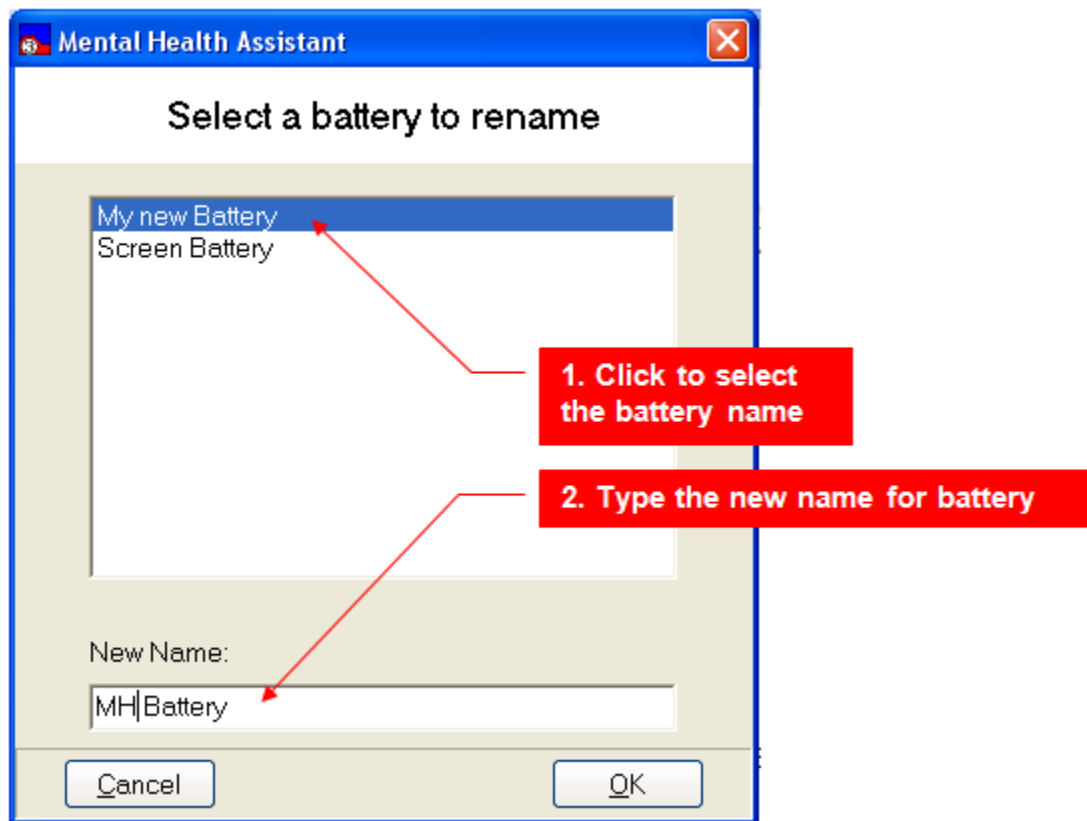 Mental Health Assistant
Select a battery to rename
My new Battery
Screen Battery
1. Click to select
the battery name
2. Type the new name for battery
New Name:
MH Battery
Cancel
OK